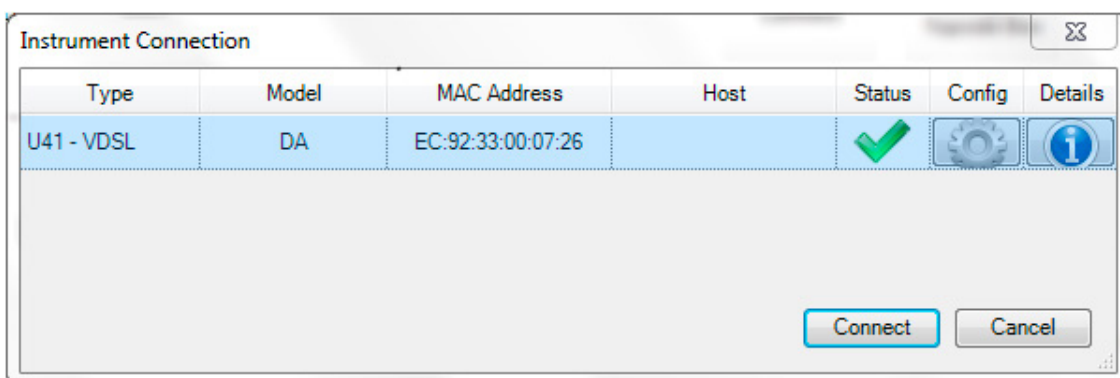 Instrument Connection
Type Model MAC Address Host Status Config Details
U41 - VDSL DA EC:92:33:00:07:26
Connect Cancel